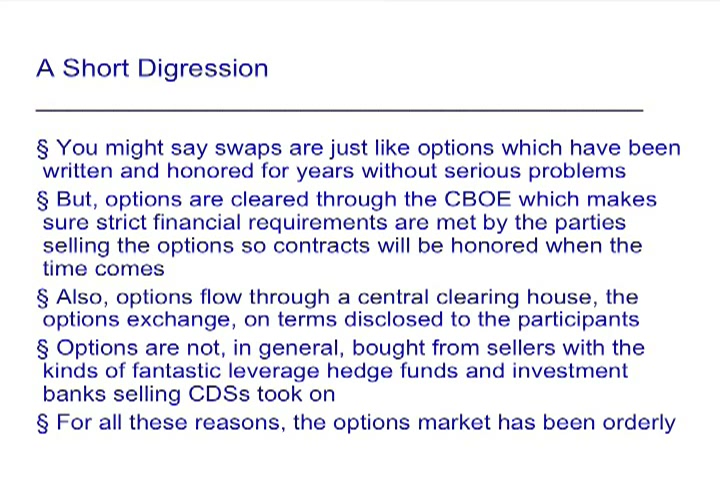 A Short Digression
§ You might say swaps are just like options which have been
written and honored for years without serious problems
§ But, options are cleared through the CBOE which makes
sure strict financial requirements are met by the parties
selling the options so contracts will be honored when the
time comes
§ Also, options flow through a central clearing house, the
options exchange, on terms disclosed to the participants
§ Options are not, in general, bought from sellers with the
kinds of fantastic leverage hedge funds and investment
banks selling CDSs took on
§ For all these reasons, the options market has been orderly